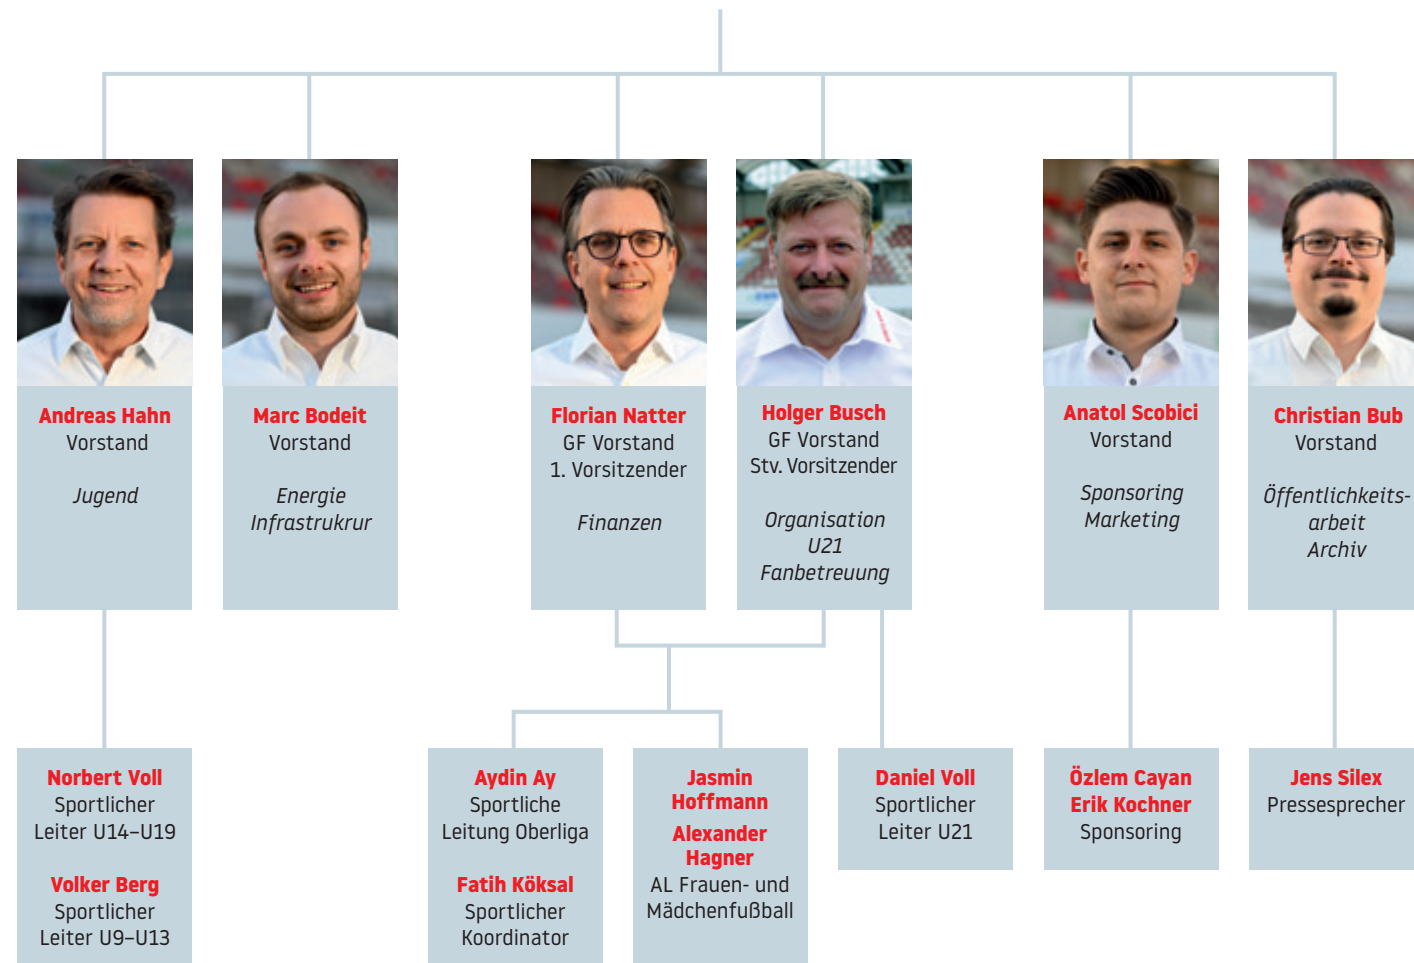 Andreas Hahn
Vorstand
Jugend
Marc Bodeit
Vorstand
Energie
Infrastrukrur
Florian Natter
GF Vorstand
1. Vorsitzender
Finanzen
Holger Busch
GF Vorstand
Stv. Vorsitzender
Organisation
U21
Fanbetreuung
Anatol Scobici
Vorstand
Sponsoring
Marketing
Christian Bub
Vorstand
Öffentlichkeits-
arbeit
Archiv
Norbert Voll
Sportlicher
Leiter U14–U19
Volker Berg
Sportlicher
Leiter U9–U13
Aydin Ay
Sportliche
Leitung Oberliga
Fatih Köksal
Sportlicher
Koordinator
Jasmin
Hoffmann
Alexander
Hagner
AL Frauen- und
Mädchenfußball
Daniel Voll
Sportlicher
Leiter U21
Özlem Cayan
Erik Kochner
Sponsoring
Jens Silex
Pressesprecher